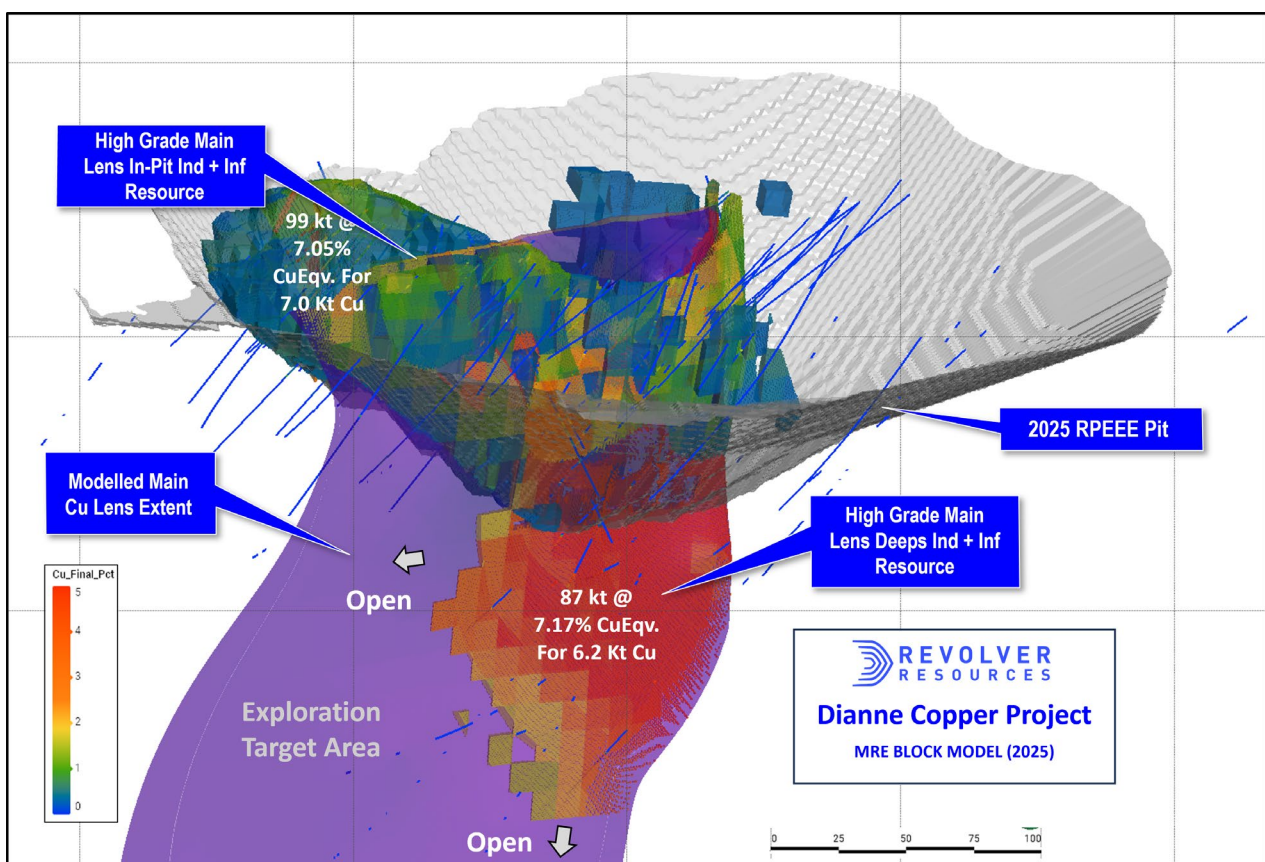 High Grade Main
Lens In-Pit Ind + Inf
Resource
99 kt @
7.05%
CuEqv. For
7.0 Kt Cu
2025 RPEEE Pit
Modelled Main
Cu Lens Extent
High Grade Main
Lens Deeps Ind + Inf
Resource
Open
87 kt @
7.17% CuEqv.
For 6.2 Kt Cu
Cu_Final_Pct
5
4
3
2
1
0
Exploration
Target Area
REVOLVER
RESOURCES
Dianne Copper Project
MRE BLOCK MODEL (2025)
Open
0 25 50 75 100